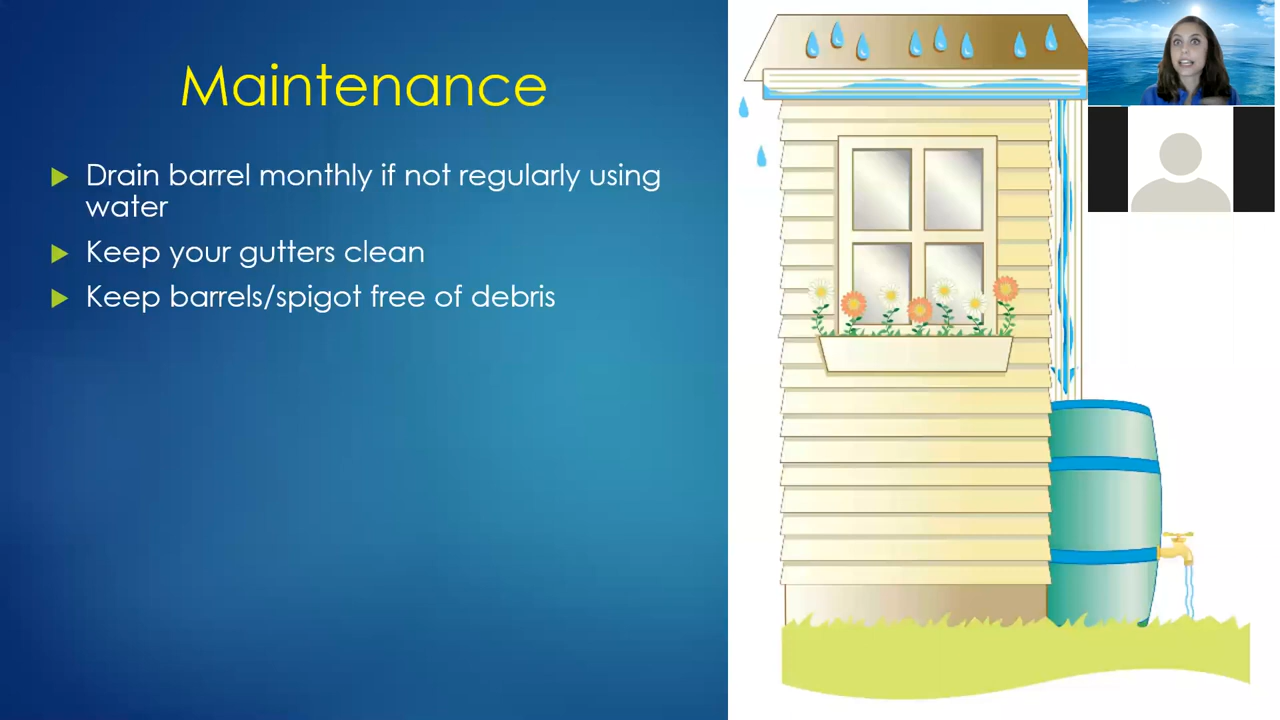 Maintenance
Drain barrel monthly if not regularly using
water
Keep your gutters clean
Keep barrels/spigot free of debris